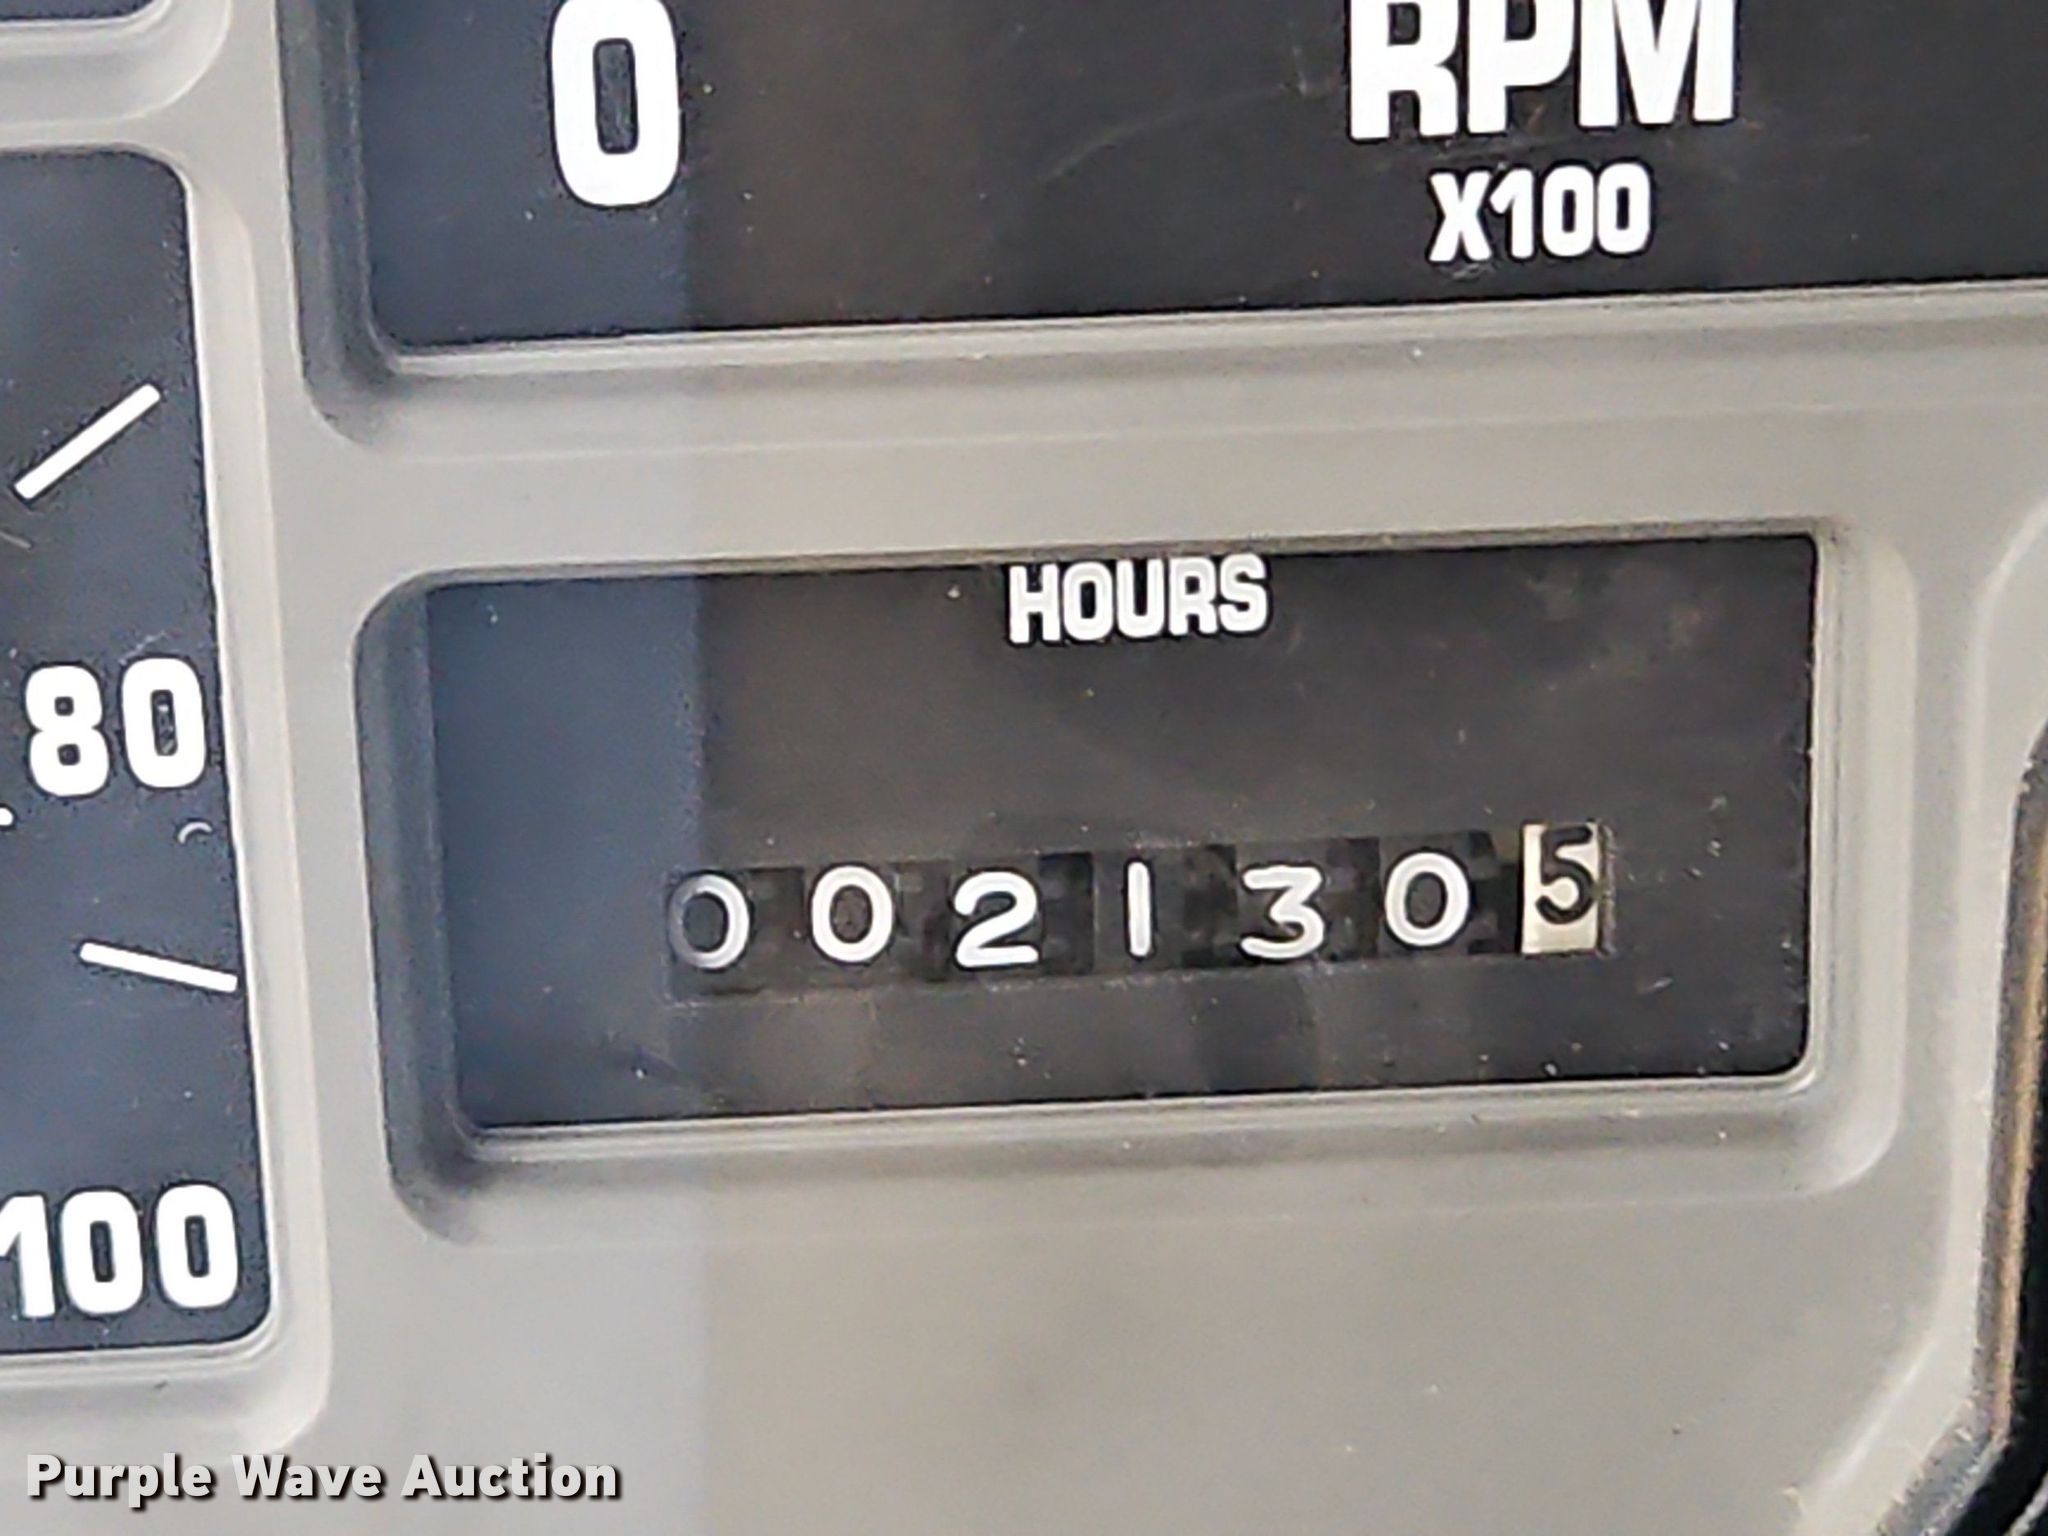 0
RPM
X100
80
HOURS
0021305
100
Purple Wave Auction